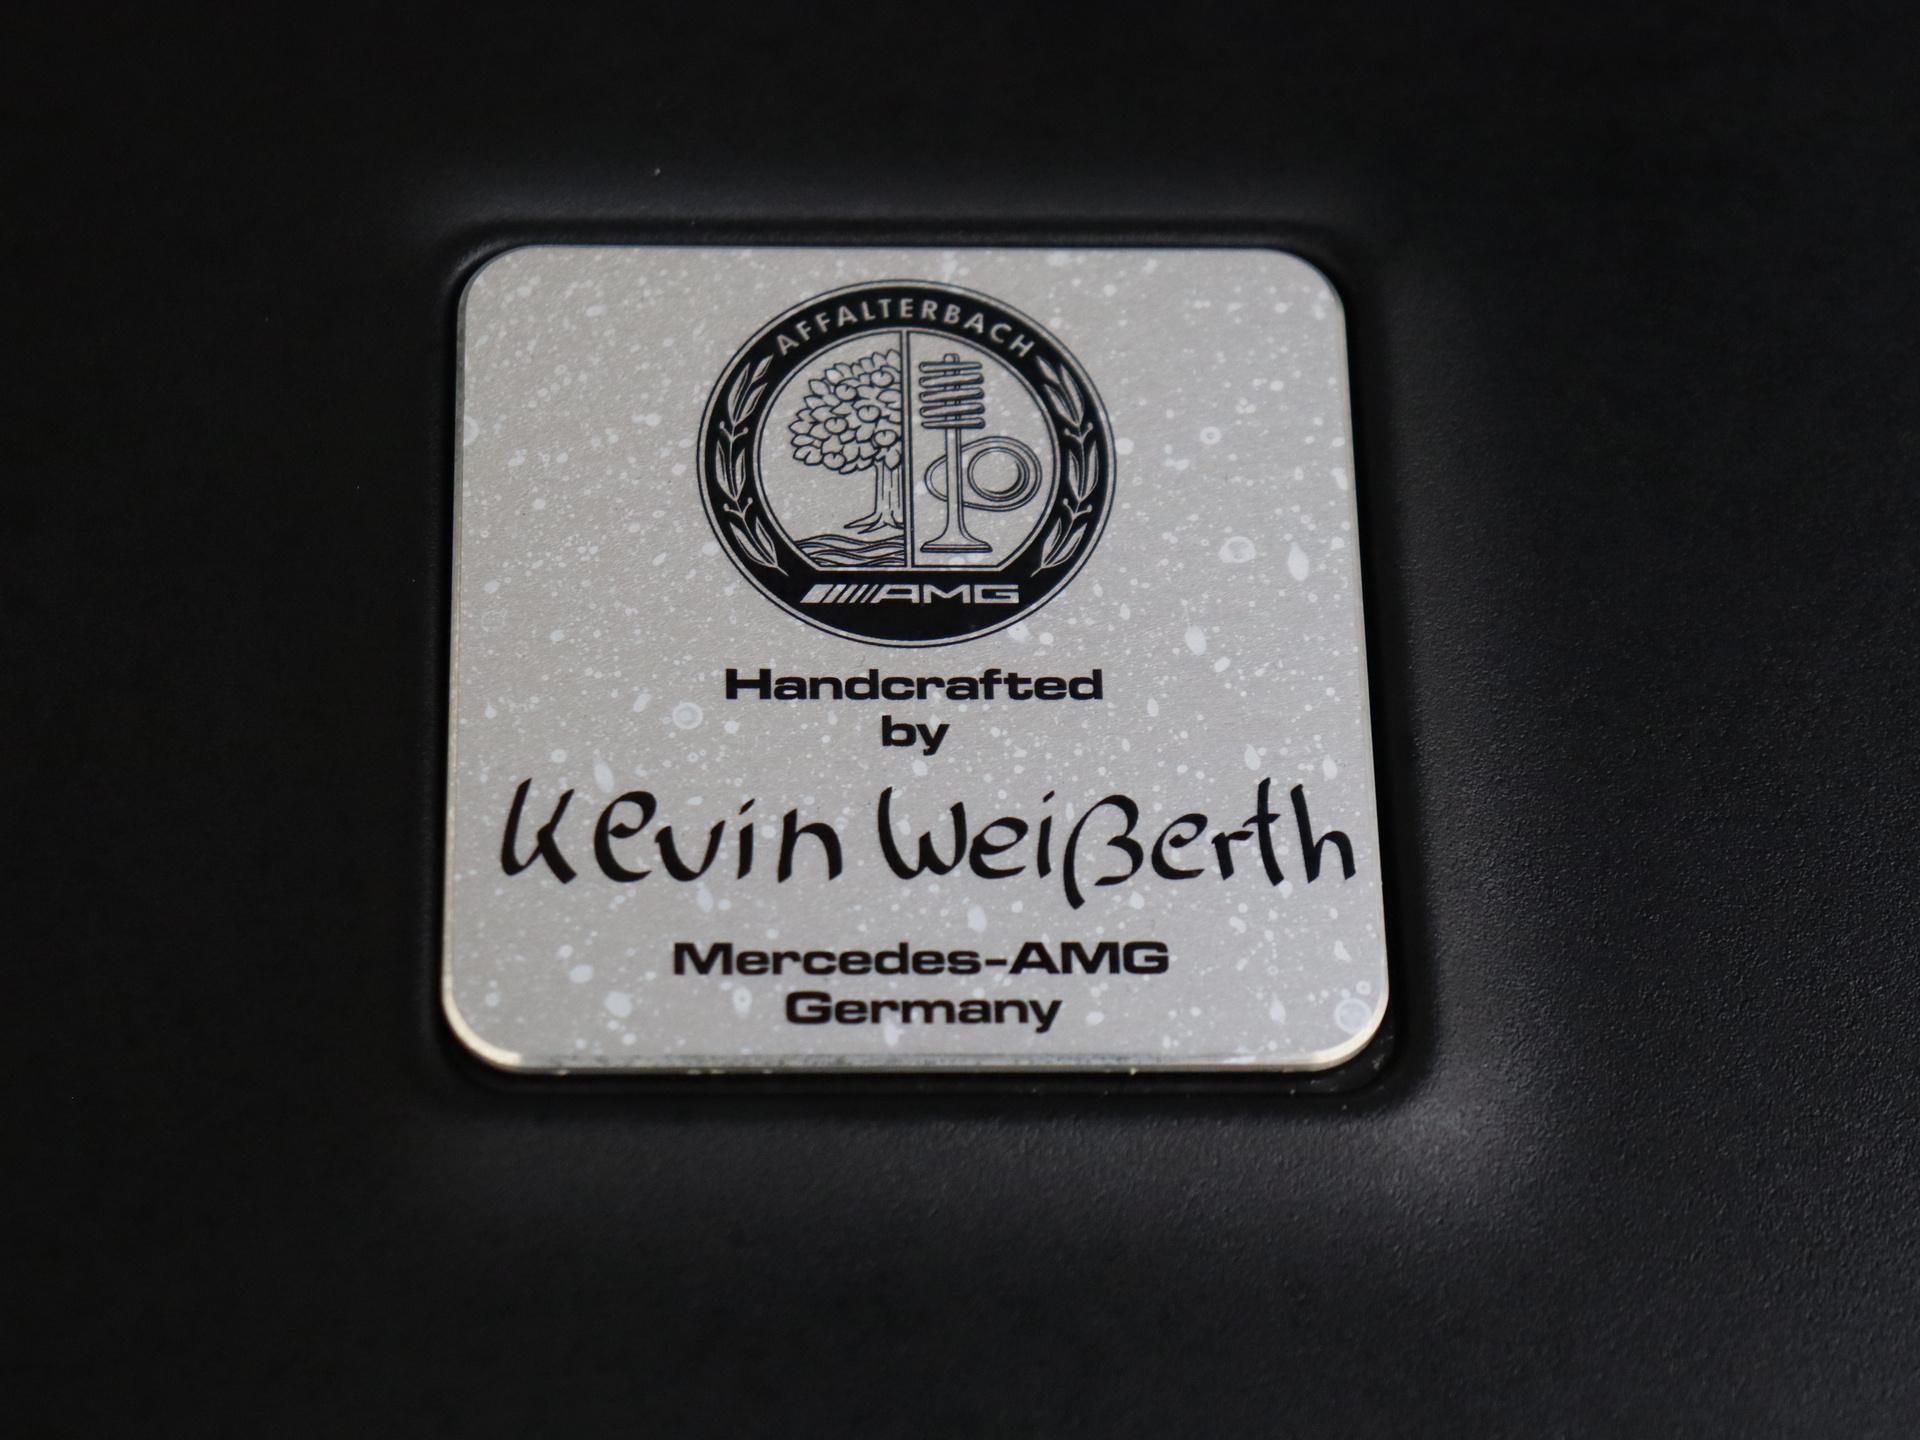 AFFALTERBACH
AMG
Handcrafted
by
Kevin Weißerth
Mercedes-AMG
Germany